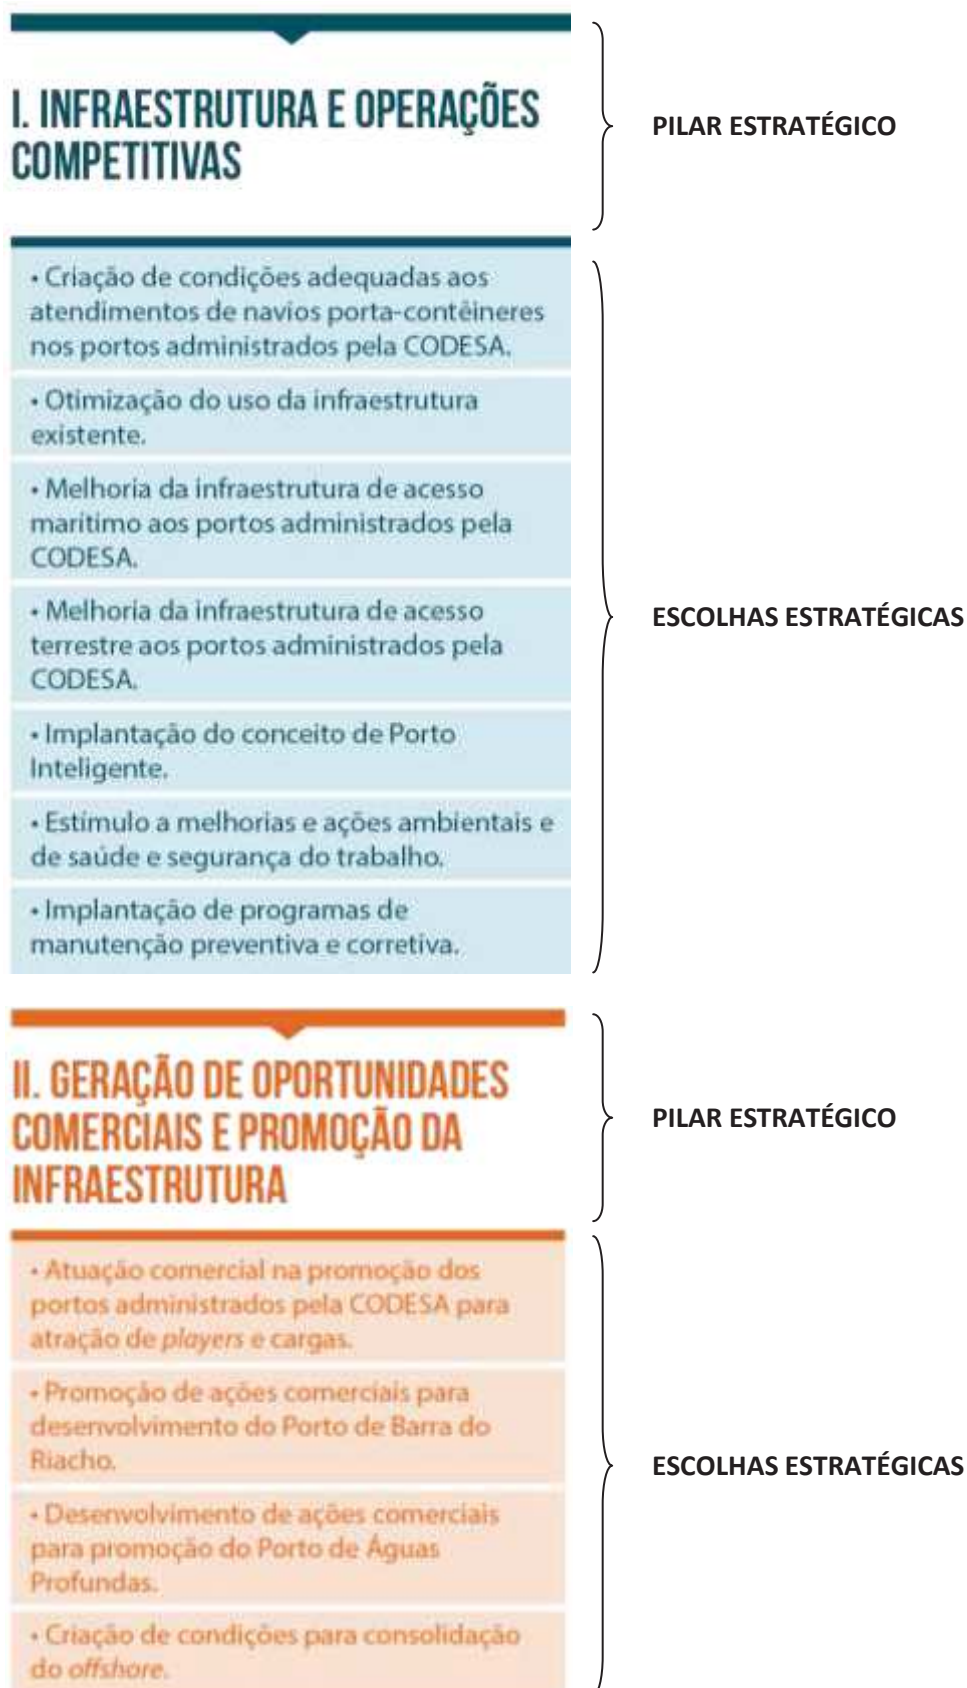 I. INFRAESTRUTURA E OPERAÇÕES
COMPETITIVAS
PILAR ESTRATÉGICO
• Criação de condições adequadas aos
atendimentos de navios porta-contêineres
nos portos administrados pela CODESA.
• Otimização do uso da infraestrutura
existente.
• Melhoria da infraestrutura de acesso
marítimo aos portos administrados pela
CODESA.
• Melhoria da infraestrutura de acesso
terrestre aos portos administrados pela
CODESA.
• Implantação do conceito de Porto
Inteligente.
• Estímulo a melhorias e ações ambientais e
de saúde e segurança do trabalho.
• Implantação de programas de
manutenção preventiva e corretiva.
ESCOLHAS ESTRATÉGICAS
II. GERAÇÃO DE OPORTUNIDADES
COMERCIAIS E PROMOÇÃO DA
INFRAESTRUTURA
PILAR ESTRATÉGICO
• Atuação comercial na promoção dos
portos administrados pela CODESA para
atração de players e cargas.
• Promoção de ações comerciais para
desenvolvimento do Porto de Barra do
Riacho.
• Desenvolvimento de ações comerciais
para promoção do Porto de Águas
Profundas.
• Criação de condições para consolidação
do offshore.
ESCOLHAS ESTRATÉGICAS